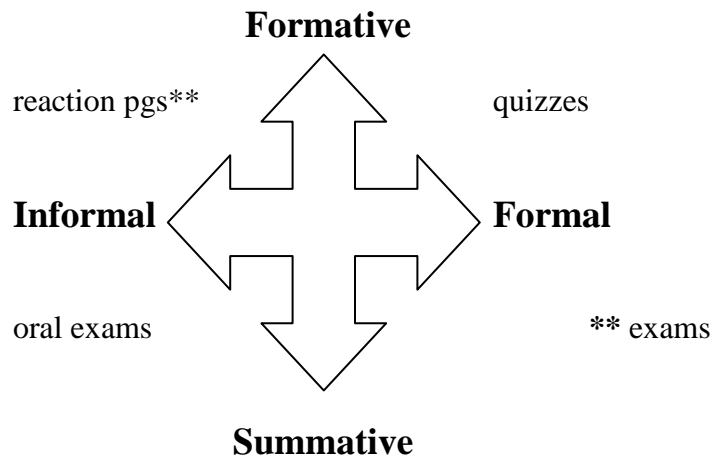 Formative
reaction pgs** quizzes
Informal Formal
oral exams ** exams
Summative